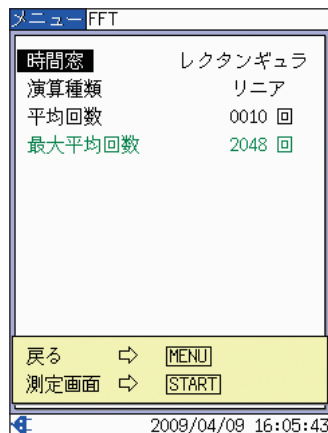 メニュー FFT
時間窓 レクタンギュラ
演算種類 リニア
平均回数 0010 回
最大平均回数 2048 回
戻る ⇨ MENU
測定画面 ⇨ START
2009/04/09 16:05:43